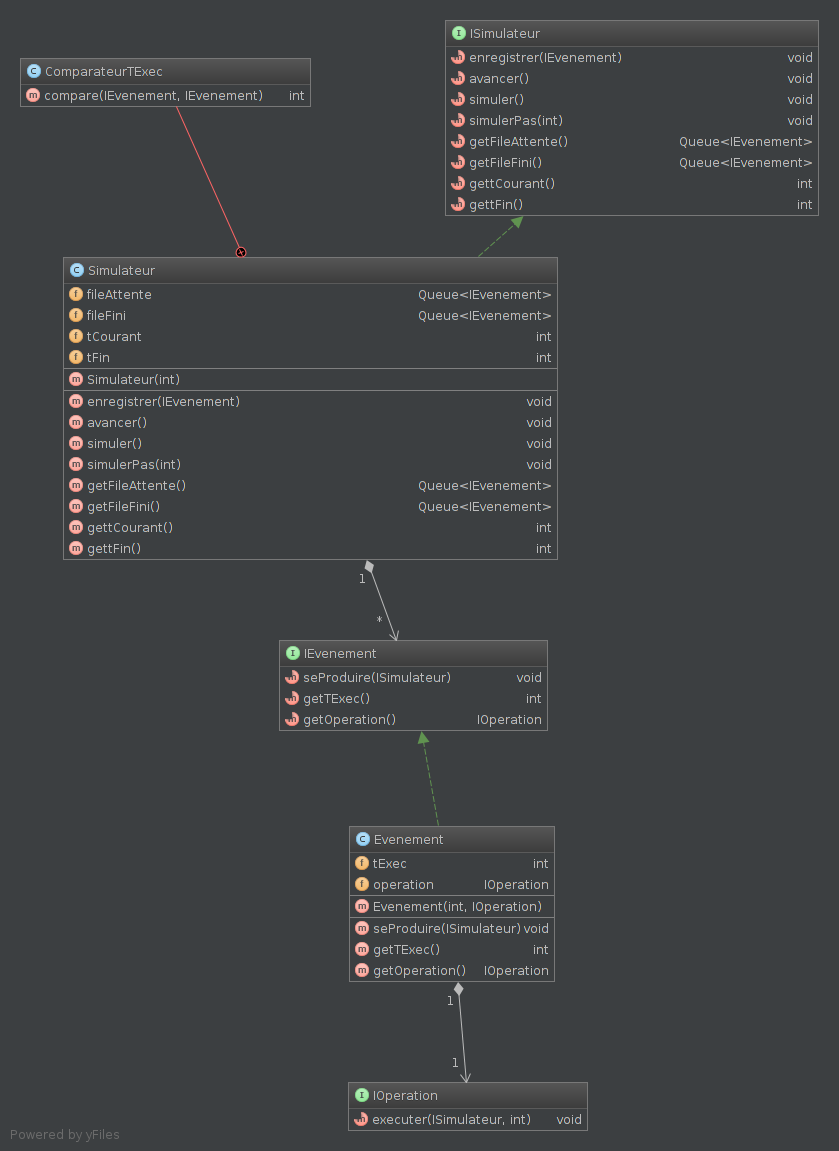 ComparateurTExec
compare(IEvenement, IEvenement) int
ISimulateur
enregistrer(IEvenement) void
avancer() void
simuler() void
simulerPas(int) void
getFileAttente() Queue<IEvenement>
getFileFini() Queue<IEvenement>
gettCourant() int
gettFin() int
Simulateur
fileAttente Queue<IEvenement>
fileFini Queue<IEvenement>
tCourant int
tFin int
Simulateur(int)
enregistrer(IEvenement) void
avancer() void
simuler() void
simulerPas(int) void
getFileAttente() Queue<IEvenement>
getFileFini() Queue<IEvenement>
gettCourant() int
gettFin() int
1
*
IEvenement
seProduire(ISimulateur) void
getTExec() int
getOperation() IOperation
Evenement
tExec int
operation IOperation
Evenement(int, IOperation)
seProduire(ISimulateur) void
getTExec() int
getOperation() IOperation
1
1
IOperation
executer(ISimulateur, int) void
Powered by yFiles